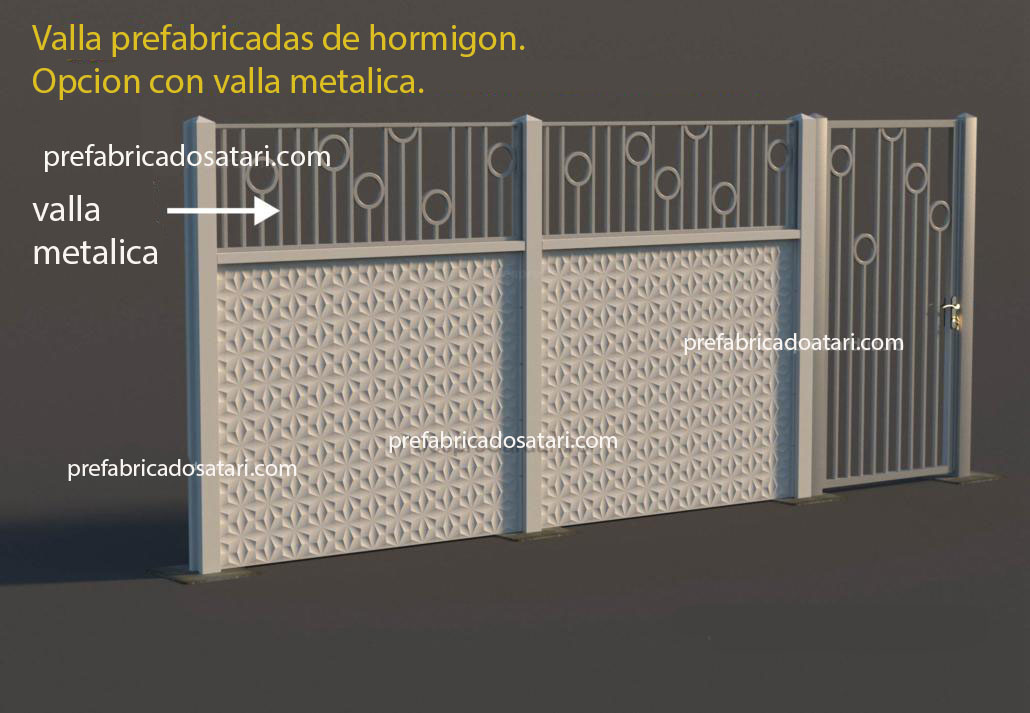 Valla prefabricadas de hormigon.
Opcion con valla metalica.
prefabricadosatari.com
valla
metalica
prefabricadoatari.com
prefabricadosatari.com
prefabricadosatari.com